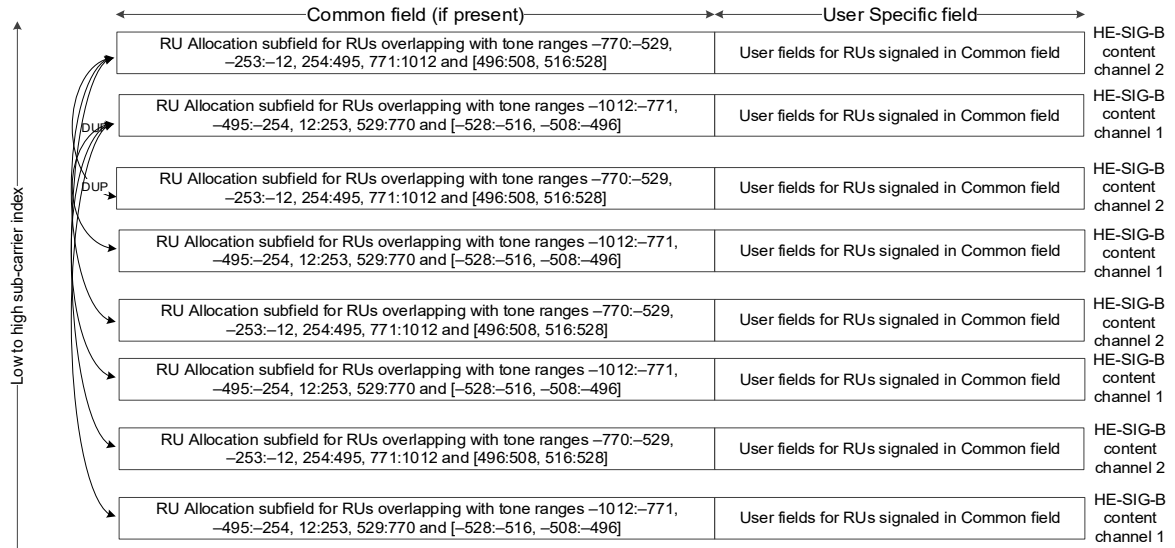 Common field (if present)
User Specific field
RU Allocation subfield for RUs overlapping with tone ranges –770:–529,
–253:–12, 254:495, 771:1012 and [496:508, 516:528]
User fields for RUs signaled in Common field
HE-SIG-B
content
channel 2
RU Allocation subfield for RUs overlapping with tone ranges –1012:–771,
–495:–254, 12:253, 529:770 and [–528:–516, –508:–496]
User fields for RUs signaled in Common field
HE-SIG-B
content
channel 1
DUP
RU Allocation subfield for RUs overlapping with tone ranges –770:–529,
–253:–12, 254:495, 771:1012 and [496:508, 516:528]
User fields for RUs signaled in Common field
HE-SIG-B
content
channel 2
DUP
RU Allocation subfield for RUs overlapping with tone ranges –1012:–771,
–495:–254, 12:253, 529:770 and [–528:–516, –508:–496]
User fields for RUs signaled in Common field
HE-SIG-B
content
channel 1
RU Allocation subfield for RUs overlapping with tone ranges –770:–529,
–253:–12, 254:495, 771:1012 and [496:508, 516:528]
User fields for RUs signaled in Common field
HE-SIG-B
content
channel 2
RU Allocation subfield for RUs overlapping with tone ranges –1012:–771,
–495:–254, 12:253, 529:770 and [–528:–516, –508:–496]
User fields for RUs signaled in Common field
HE-SIG-B
content
channel 1
RU Allocation subfield for RUs overlapping with tone ranges –770:–529,
–253:–12, 254:495, 771:1012 and [496:508, 516:528]
User fields for RUs signaled in Common field
HE-SIG-B
content
channel 2
RU Allocation subfield for RUs overlapping with tone ranges –1012:–771,
–495:–254, 12:253, 529:770 and [–528:–516, –508:–496]
User fields for RUs signaled in Common field
HE-SIG-B
content
channel 1
Low to high sub-carrier index